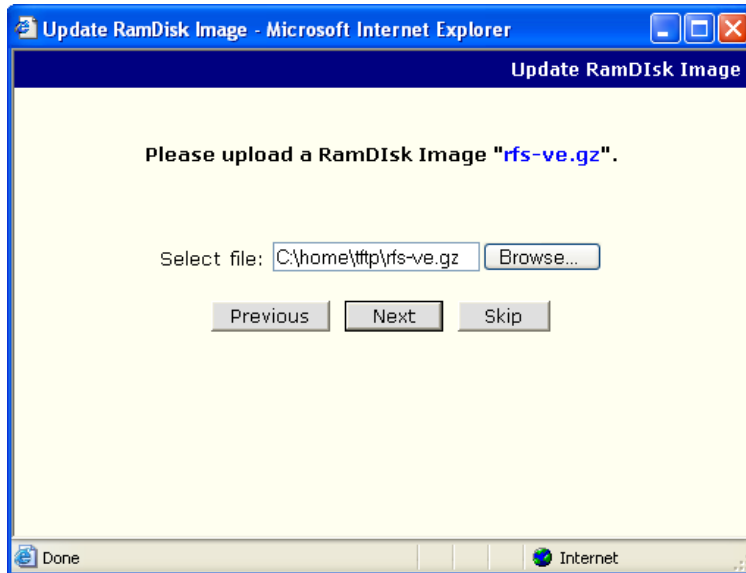 Update RamDisk Image - Microsoft Internet Explorer
Update RamDIsk Image
Please upload a RamDIsk Image "rfs-ve.gz".
Select file: C:\home\tftp\rfs-ve.gz Browse...
Previous Next Skip
Done Internet